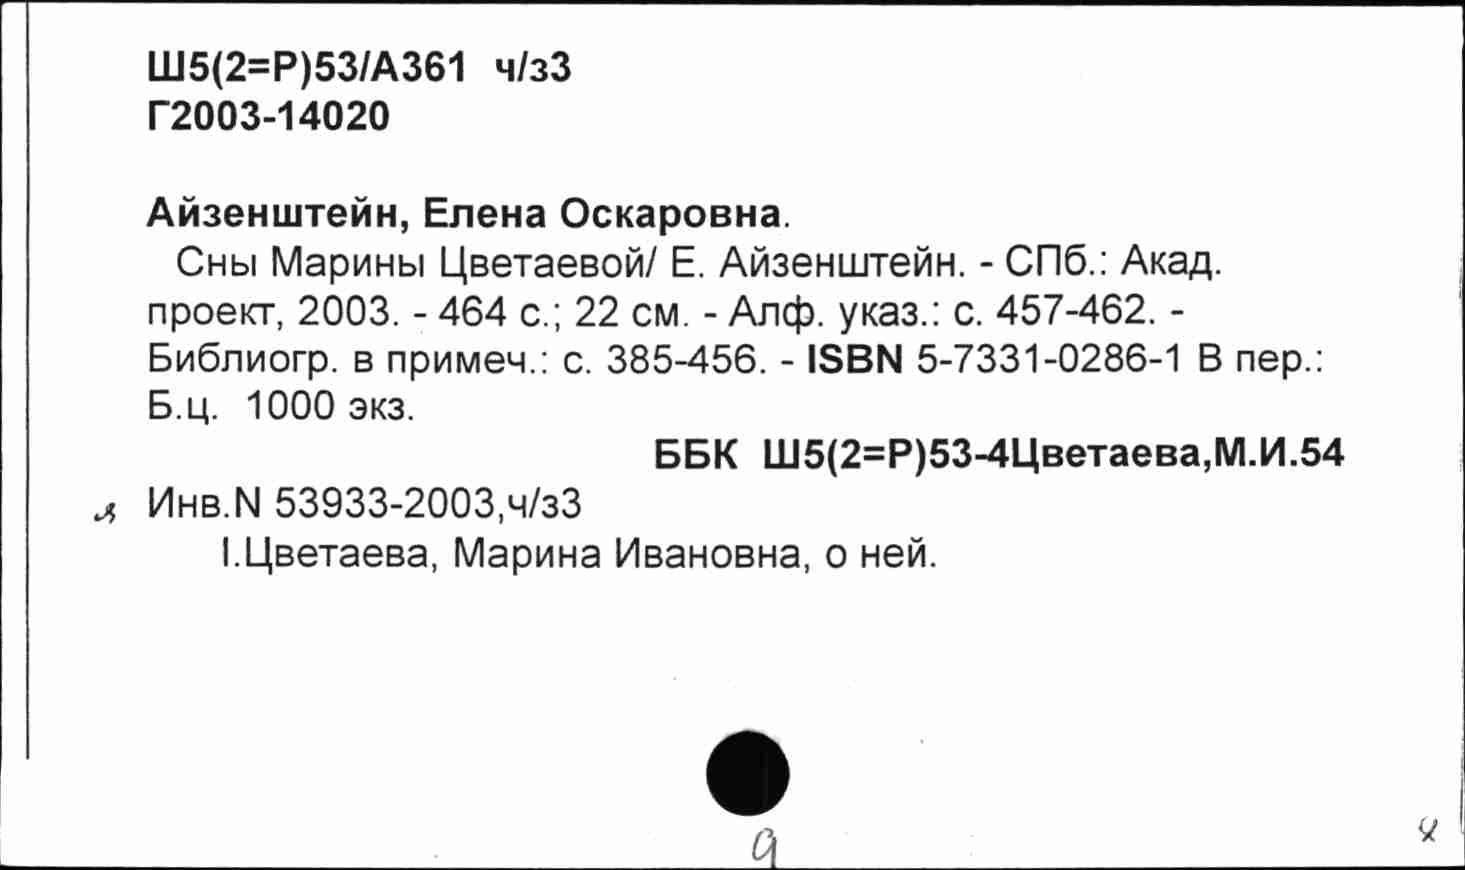 Ш5(2=Р)53/А361 ч/з3
Г2003-14020
Айзенштейн, Елена Оскаровна.
Сны Марины Цветаевой/ Е. Айзенштейн. - СПб.: Акад.
проект, 2003. - 464 с.; 22 см. - Алф. указ.: с. 457-462. -
Библиогр. в примеч.: с. 385-456. - ISBN 5-7331-0286-1 В пер.:
Б.ц. 1000 экз.
ББК Ш5(2=Р)53-4Цветаева,М.И.54
Инв.N 53933-2003,ч/з3
I.Цветаева, Марина Ивановна, о ней.